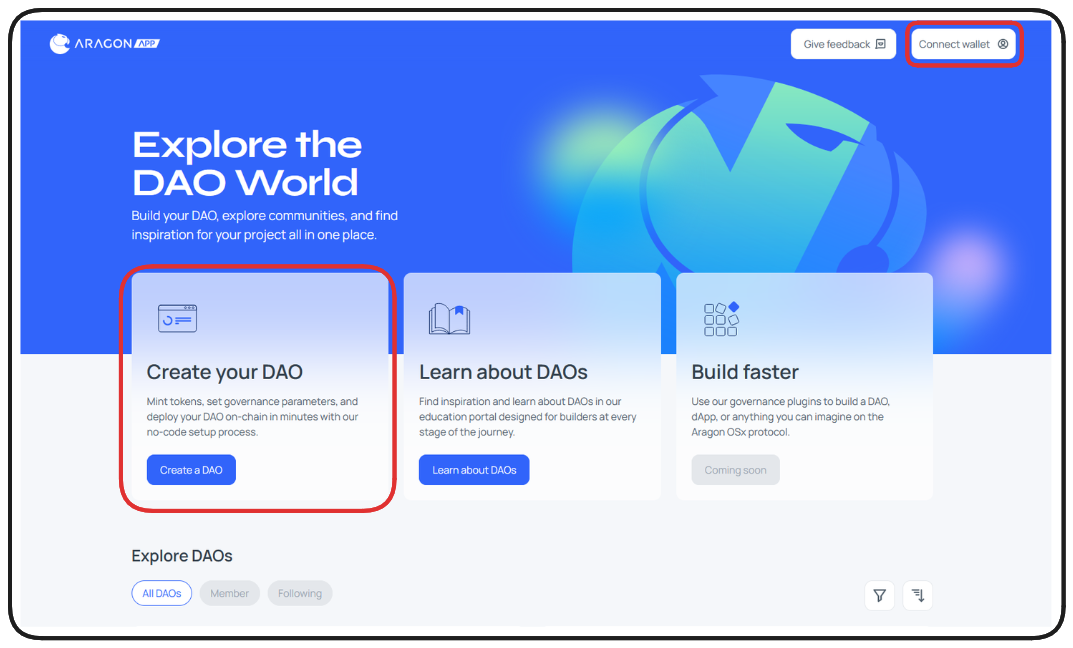 ARAGON APP
Give feedback
Connect wallet
Explore the
DAO World
Build your DAO, explore communities, and find
inspiration for your project all in one place.
Create your DAO
Mint tokens, set governance parameters, and
deploy your DAO on-chain in minutes with our
no-code setup process.
Create a DAO
Learn about DAOs
Find inspiration and learn about DAOs in our
education portal designed for builders at every
stage of the journey.
Learn about DAOs
Build faster
Use our governance plugins to build a DAO,
dApp, or anything you can imagine on the
Aragon OSx protocol.
Coming soon
Explore DAOs
All DAOs
Member
Following